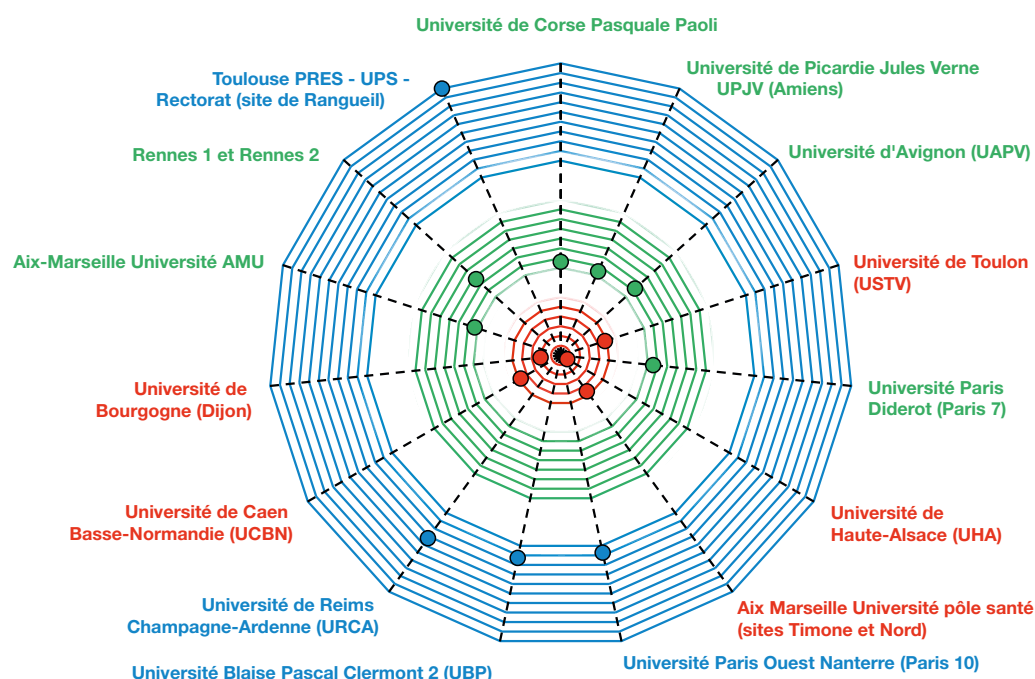 Université de Corse Pasquale Paoli
Université de Picardie Jules Verne
UPJV (Amiens)
Toulouse PRES - UPS -
Rectorat (site de Rangueil)
Rennes 1 et Rennes 2
Université d'Avignon (UAPV)
Aix-Marseille Université AMU
Université de Toulon
(USTV)
Université de
Bourgogne (Dijon)
Université Paris
Diderot (Paris 7)
Université de Caen
Basse-Normandie (UCBN)
Université de
Haute-Alsace (UHA)
Université de Reims
Champagne-Ardenne (URCA)
Aix Marseille Université pôle santé
(sites Timone et Nord)
Université Blaise Pascal Clermont 2 (UBP)
Université Paris Ouest Nanterre (Paris 10)